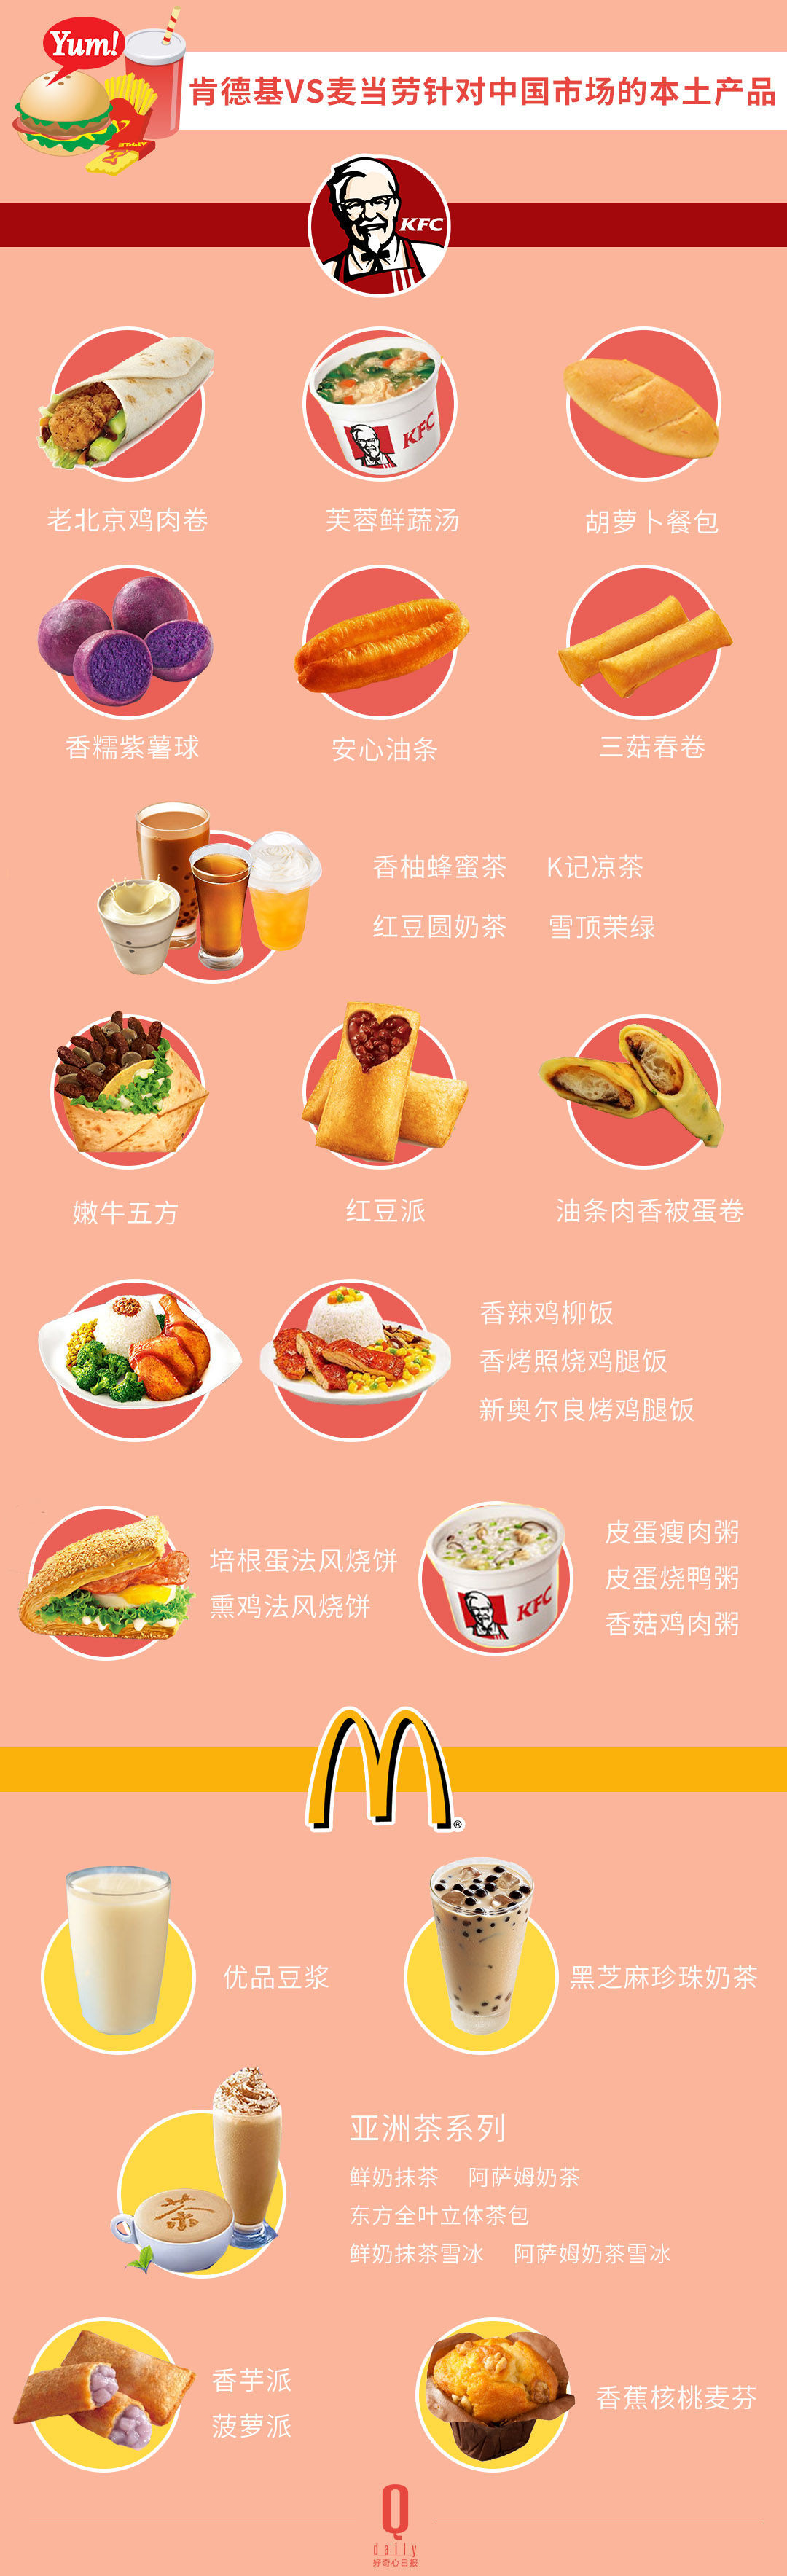 Yum!
肯德基VS麦当劳针对中国市场的本土产品
APPLE
KFC
KFC
老北京鸡肉卷
芙蓉鲜蔬汤
胡萝卜餐包
香糯紫薯球
安心油条
三菇春卷
香柚蜂蜜茶 K记凉茶
红豆圆奶茶 雪顶茉绿
嫩牛五方
红豆派
油条肉香被蛋卷
香辣鸡柳饭
香烤照烧鸡腿饭
新奥尔良烤鸡腿饭
培根蛋法风烧饼
熏鸡法风烧饼
KFC
皮蛋瘦肉粥
皮蛋烧鸭粥
香菇鸡肉粥
®
优品豆浆
黑芝麻珍珠奶茶
茶
亚洲茶系列
鲜奶抹茶 阿萨姆奶茶
东方全叶立体茶包
鲜奶抹茶雪冰 阿萨姆奶茶雪冰
香芋派
菠萝派
香蕉核桃麦芬
Q
daily
好奇心日报